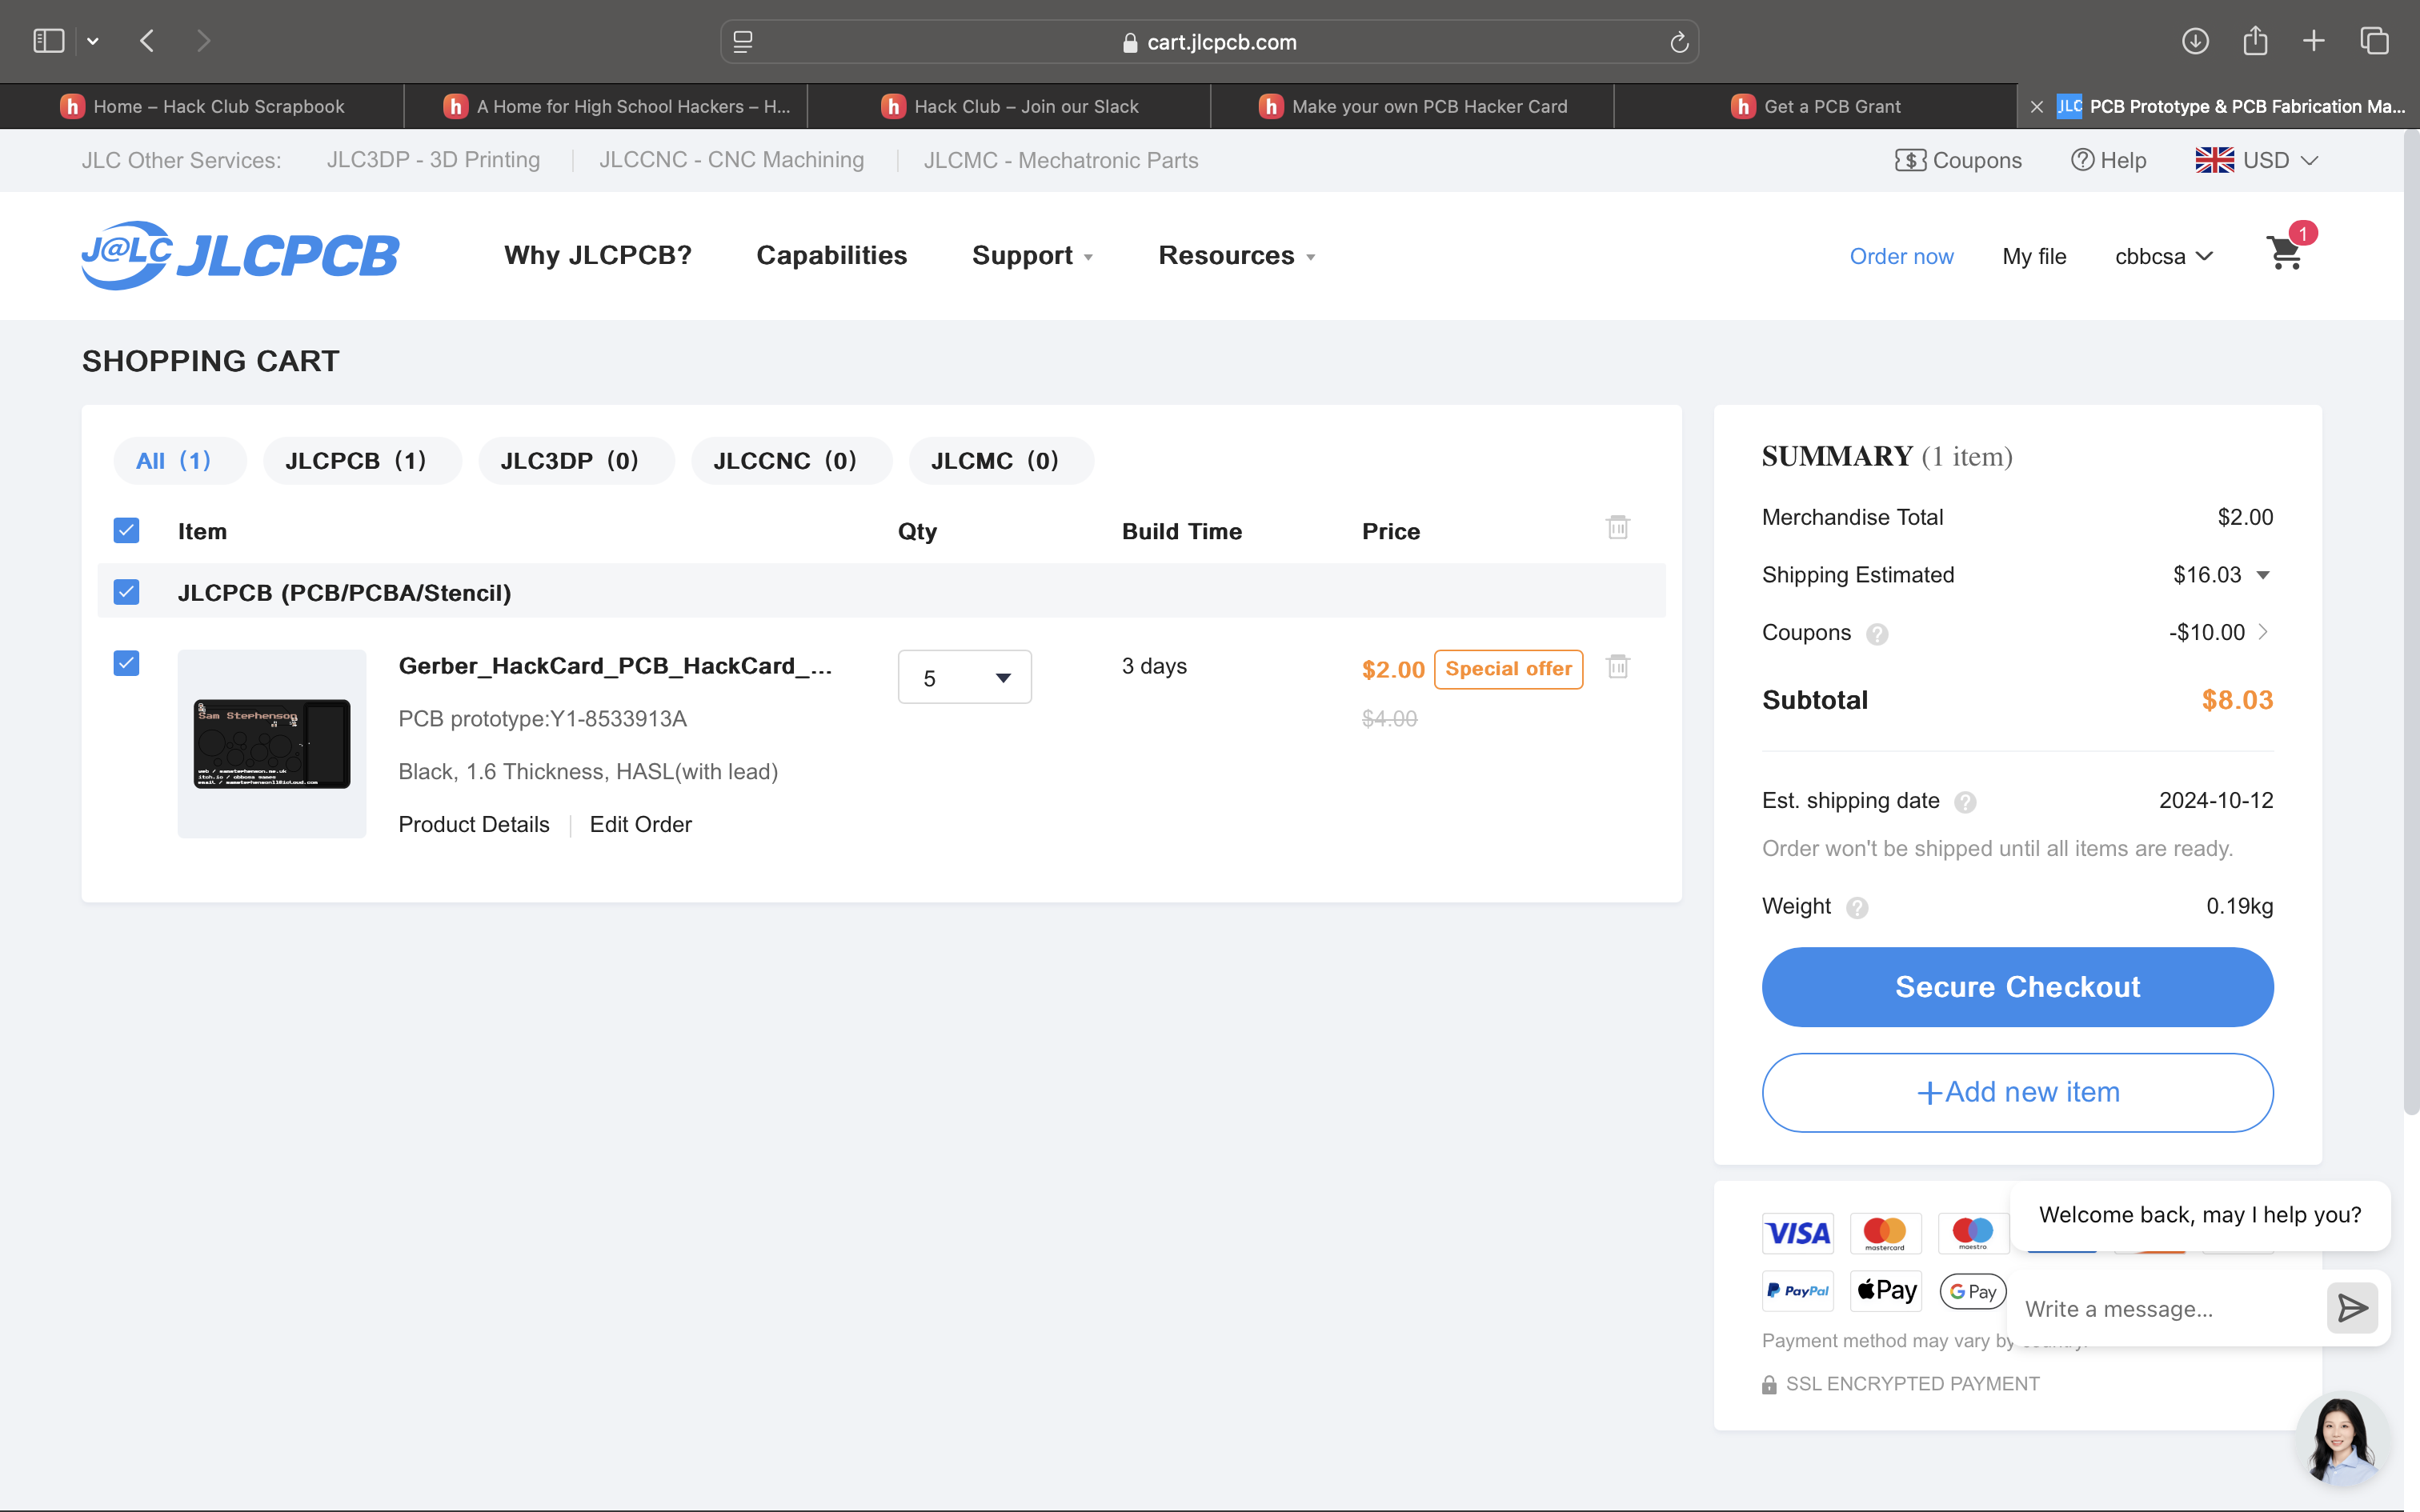 cart.jlcpcb.com
Home – Hack Club Scrapbook
A Home for High School Hackers – H...
Hack Club – Join our Slack
Make your own PCB Hacker Card
Get a PCB Grant
JLC PCB Prototype & PCB Fabrication Ma...
JLC Other Services: JLC3DP - 3D Printing JLCCNC - CNC Machining JLCMC - Mechatronic Parts
Coupons Help USD
J@LC JLCPCB
Why JLCPCB? Capabilities Support Resources
Order now My file cbbcsa 1
SHOPPING CART
All (1) JLCPCB (1) JLC3DP (0) JLCCNC (0) JLCMC (0)
Item Qty Build Time Price
JLCPCB (PCB/PCBA/Stencil)
Sam Stephenson
Gerber_HackCard_PCB_HackCard_...
5
3 days
$2.00 Special offer
$4.00
PCB prototype:Y1-8533913A
Black, 1.6 Thickness, HASL(with lead)
Product Details Edit Order
SUMMARY (1 item)
Merchandise Total $2.00
Shipping Estimated $16.03
Coupons ? -$10.00
Subtotal $8.03
Est. shipping date ? 2024-10-12
Order won't be shipped until all items are ready.
Weight ? 0.19kg
Secure Checkout
+Add new item
VISA mastercard maestro
PayPal Pay G Pay
Payment method may vary by
SSL ENCRYPTED PAYMENT
Welcome back, may I help you?
Write a message...